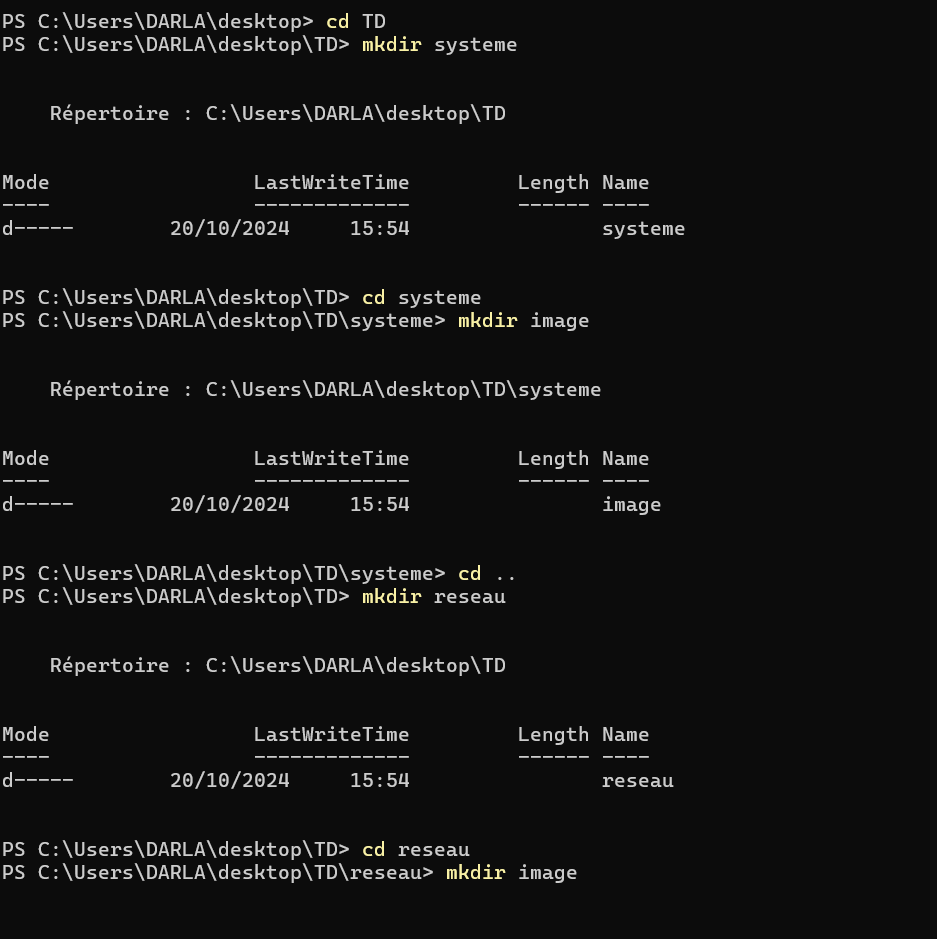 PS C:\Users\DARLA\desktop> cd TD
PS C:\Users\DARLA\desktop\TD> mkdir systeme
Répertoire : C:\Users\DARLA\desktop\TD
Mode                 LastWriteTime         Length Name
----                 -------------         ------ ----
d-----        20/10/2024     15:54                systeme
PS C:\Users\DARLA\desktop\TD> cd systeme
PS C:\Users\DARLA\desktop\TD\systeme> mkdir image
Répertoire : C:\Users\DARLA\desktop\TD\systeme
Mode                 LastWriteTime         Length Name
----                 -------------         ------ ----
d-----        20/10/2024     15:54                image
PS C:\Users\DARLA\desktop\TD\systeme> cd ..
PS C:\Users\DARLA\desktop\TD> mkdir reseau
Répertoire : C:\Users\DARLA\desktop\TD
Mode                 LastWriteTime         Length Name
----                 -------------         ------ ----
d-----        20/10/2024     15:54                reseau
PS C:\Users\DARLA\desktop\TD> cd reseau
PS C:\Users\DARLA\desktop\TD\reseau> mkdir image